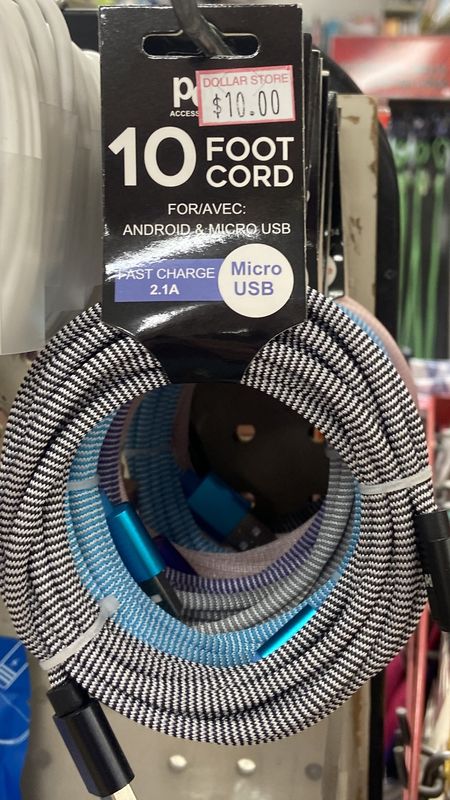 DOLLAR STORE
$10.00
10 FOOT
CORD
FOR/AVEC:
ANDROID & MICRO USB
FAST CHARGE
2.1A
Micro
USB